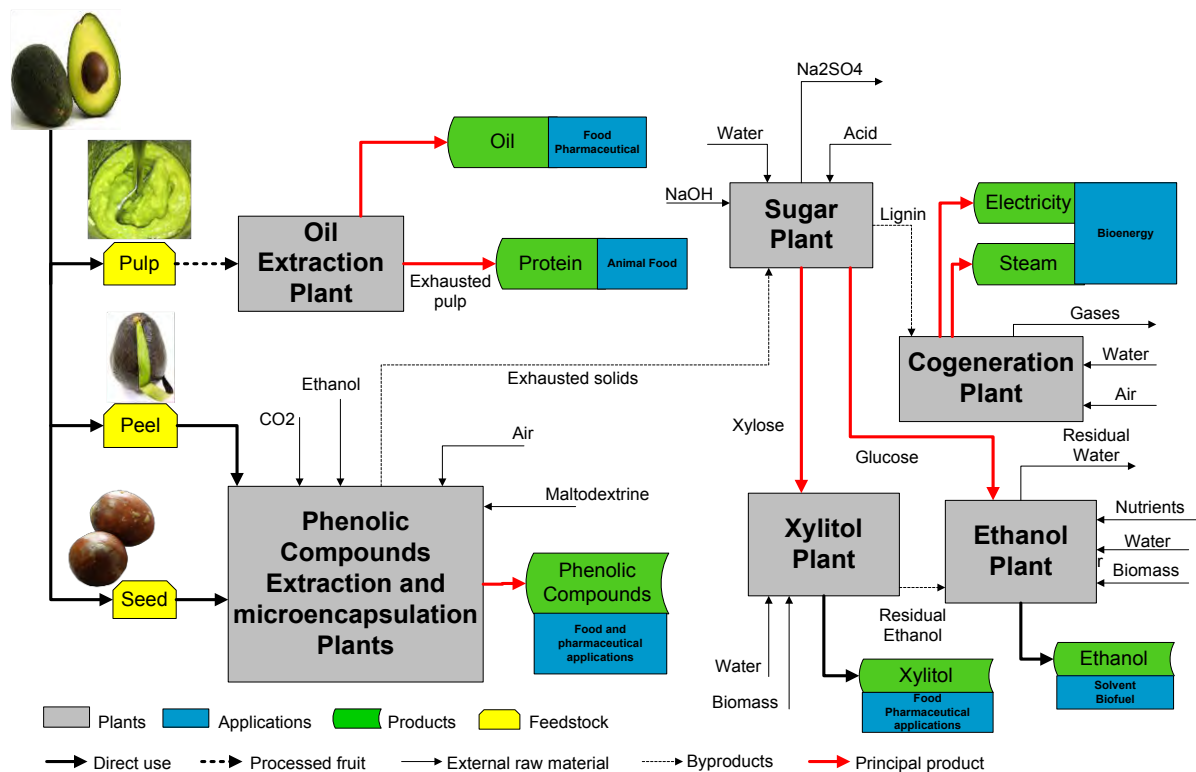 Na2SO4
Water
Acid
NaOH
Sugar
Plant
Lignin
Oil
Food
Pharmaceutical
Electricity
Steam
Bioenergy
Pulp
Oil
Extraction
Plant
Exhausted
pulp
Protein
Animal Food
Gases
Cogeneration
Plant
Water
Air
Exhausted solids
Ethanol
CO2
Air
Peel
Maltodextrine
Xylose
Glucose
Residual
Water
Phenolic
Compounds
Extraction and
microencapsulation
Plants
Phenolic
Compounds
Food and
pharmaceutical
applications
Seed
Xylitol
Plant
Ethanol
Plant
Nutrients
Water
r
Biomass
Residual
Ethanol
Water
Biomass
Xylitol
Food
Pharmaceutical
applications
Ethanol
Solvent
Biofuel
Plants
Applications
Products
Feedstock
Direct use
Processed fruit
External raw material
Byproducts
Principal product